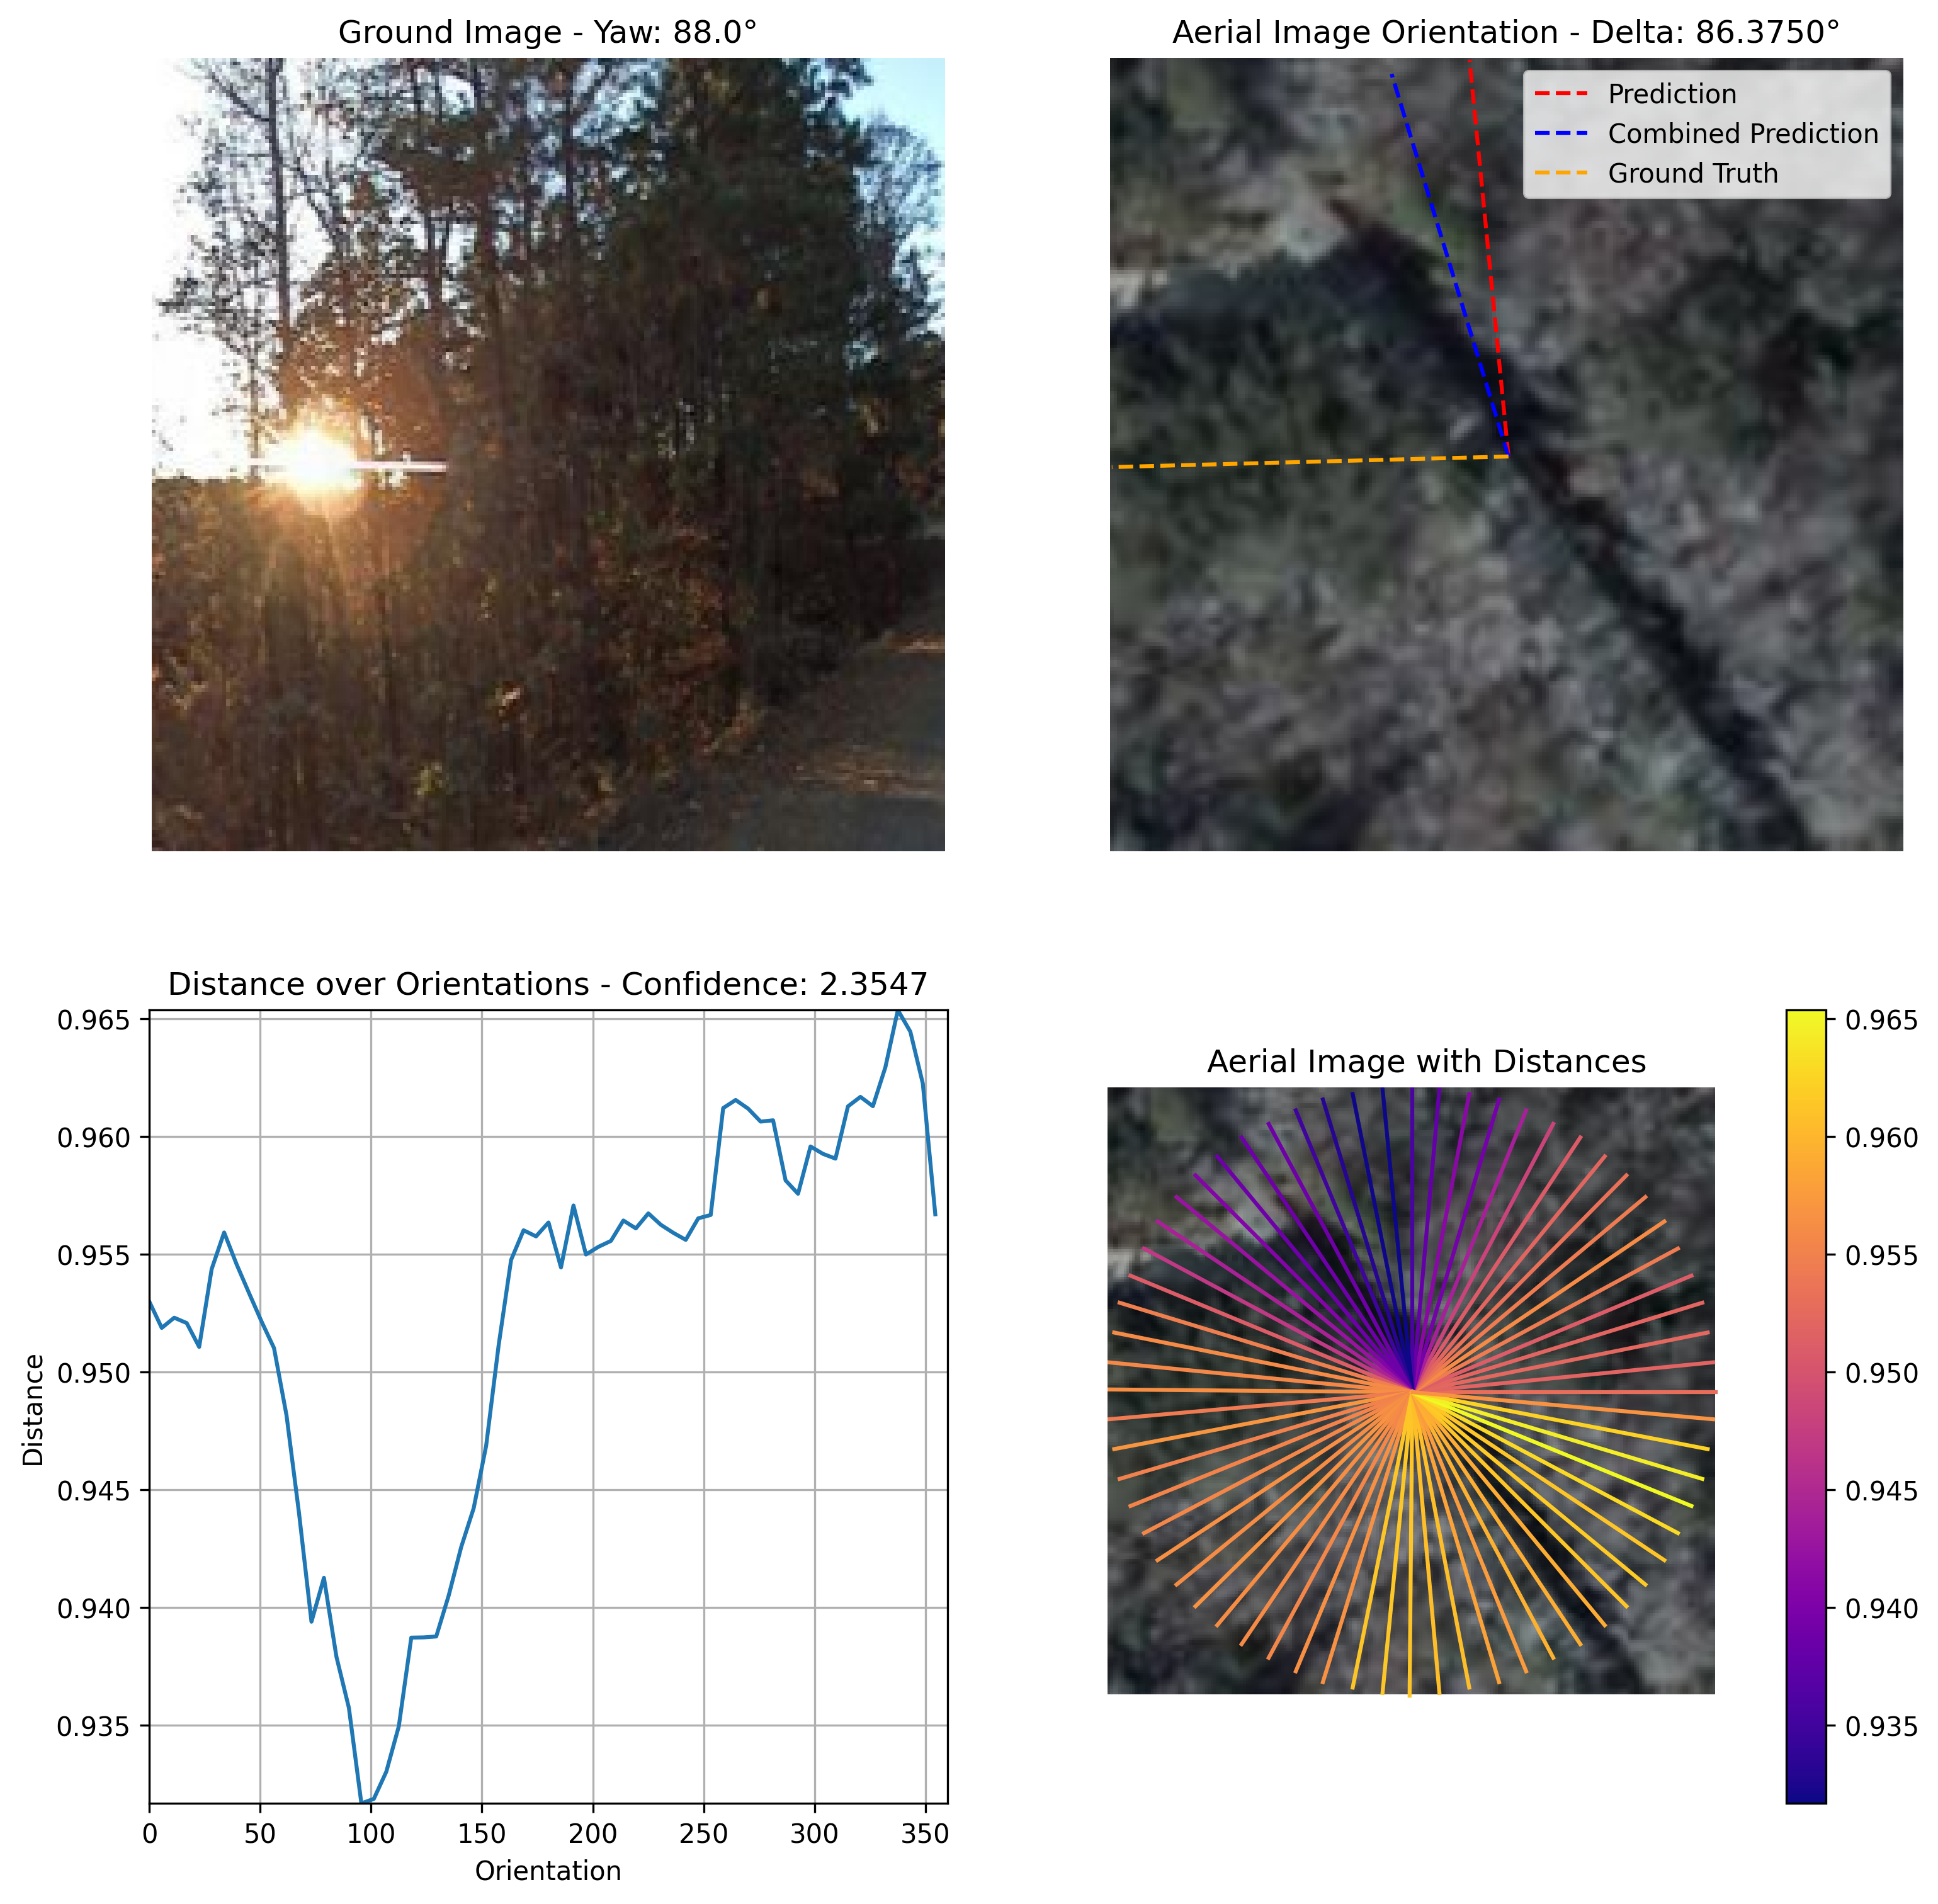 Ground Image - Yaw: 88.0°
Aerial Image Orientation - Delta: 86.3750°
Prediction
Combined Prediction
Ground Truth
Distance over Orientations - Confidence: 2.3547
0.965
0.960
0.955
0.950
0.945
0.940
0.935
Distance
0 50 100 150 200 250 300 350
Orientation
Aerial Image with Distances
0.965
0.960
0.955
0.950
0.945
0.940
0.935